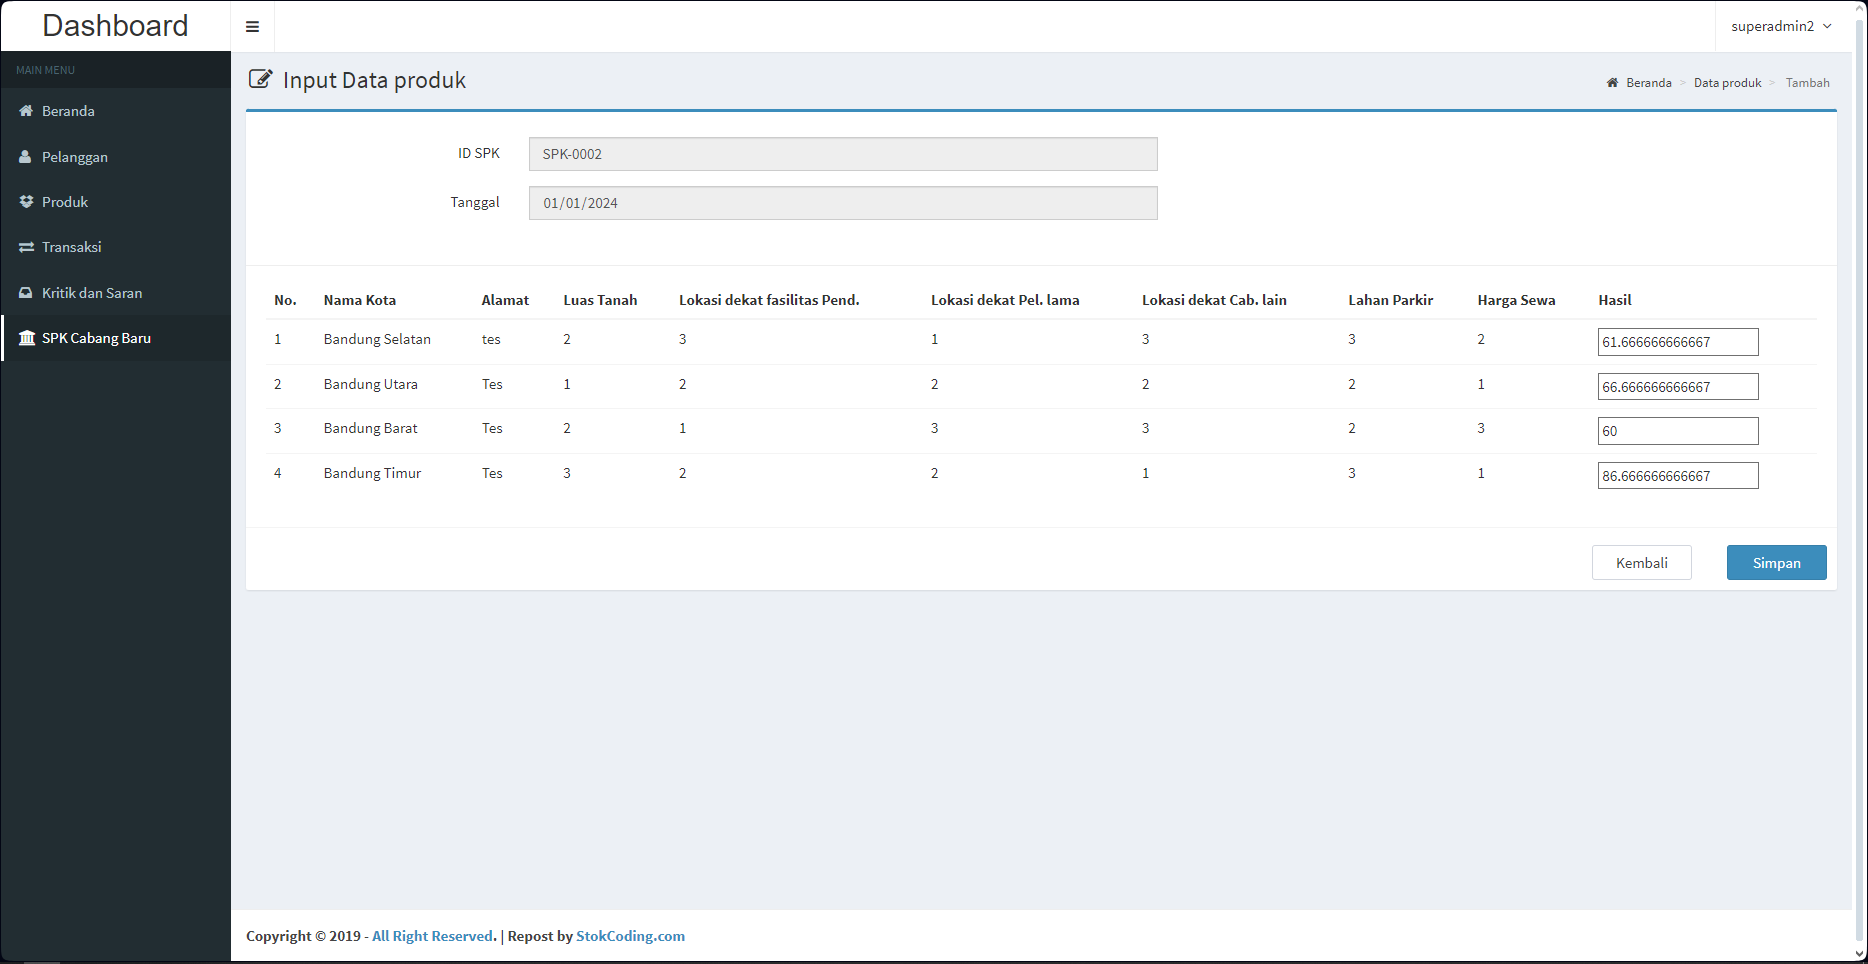 Dashboard
superadmin2
MAIN MENU
Beranda
Pelanggan
Produk
Transaksi
Kritik dan Saran
SPK Cabang Baru
Input Data produk
Beranda > Data produk > Tambah
ID SPK SPK-0002
Tanggal 01/01/2024
No. Nama Kota Alamat Luas Tanah Lokasi dekat fasilitas Pend. Lokasi dekat Pel. lama Lokasi dekat Cab. lain Lahan Parkir Harga Sewa Hasil
1 Bandung Selatan tes 2 3 1 3 3 2 61.666666666667
2 Bandung Utara Tes 1 2 2 2 2 1 66.666666666667
3 Bandung Barat Tes 2 1 3 3 2 3 60
4 Bandung Timur Tes 3 2 2 1 3 1 86.666666666667
Kembali Simpan
Copyright © 2019 - All Right Reserved. | Repost by StokCoding.com